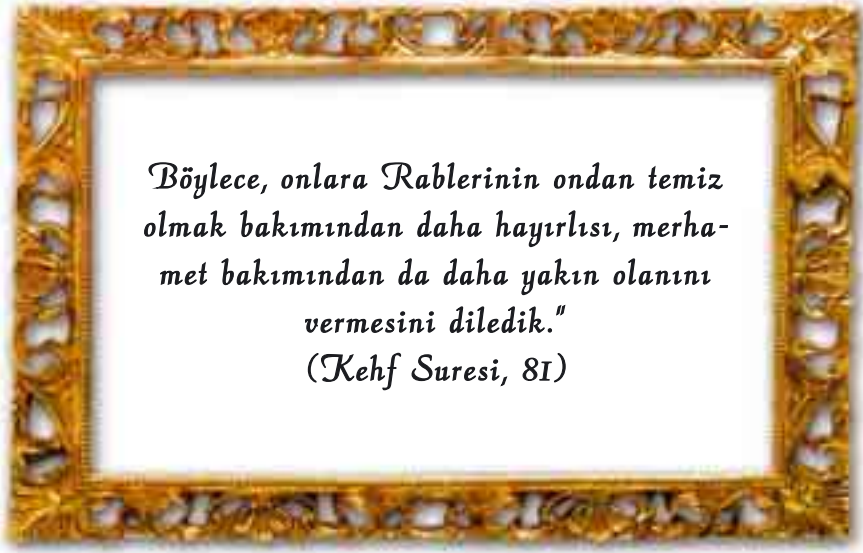 Böylece, onlara Rablerinin ondan temiz
olmak bakımından daha hayırlısı, merha-
met bakımından da daha yakın olanını
vermesini diledik."
(Kehf Suresi, 81)